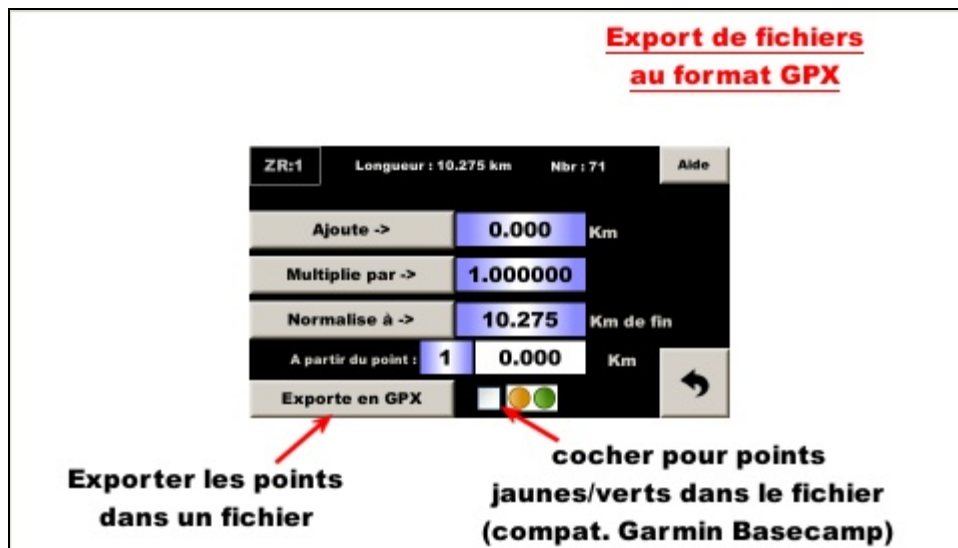 Export de fichiers
au format GPX
ZR:1 Longueur : 10.275 km Nbr : 71 Aide
Ajoute -> 0.000 Km
Multiplie par -> 1.000000
Normalise à -> 10.275 Km de fin
A partir du point : 1 0.000 Km
Exporte en GPX
Exporter les points
dans un fichier
cocher pour points
jaunes/verts dans le fichier
(compat. Garmin Basecamp)